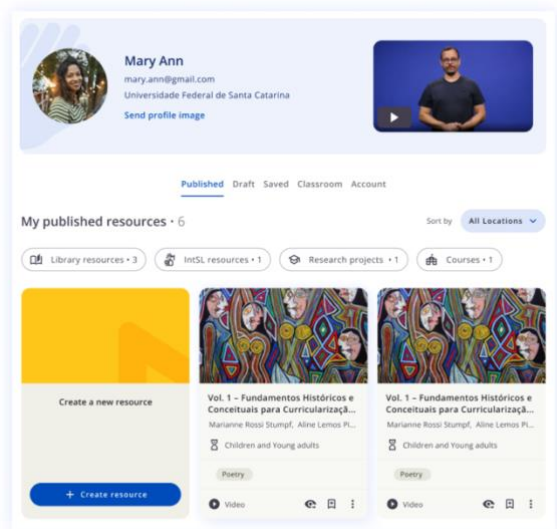 Mary Ann
mary.ann@gmail.com
Universidade Federal de Santa Catarina
Send profile image
Published Draft Saved Classroom Account
My published resources • 6
Sort by All Locations
Library resources • 3
IntSL resources • 1
Research projects • 1
Courses • 1
Create a new resource
+ Create resource
Vol. 1 – Fundamentos Históricos e
Conceituais para Curricularizaçã...
Marianne Rossi Stumpf, Aline Lemos Pi...
Children and Young adults
Poetry
Video
Vol. 1 – Fundamentos Históricos e
Conceituais para Curricularizaçã...
Marianne Rossi Stumpf, Aline Lemos Pi...
Children and Young adults
Poetry
Video